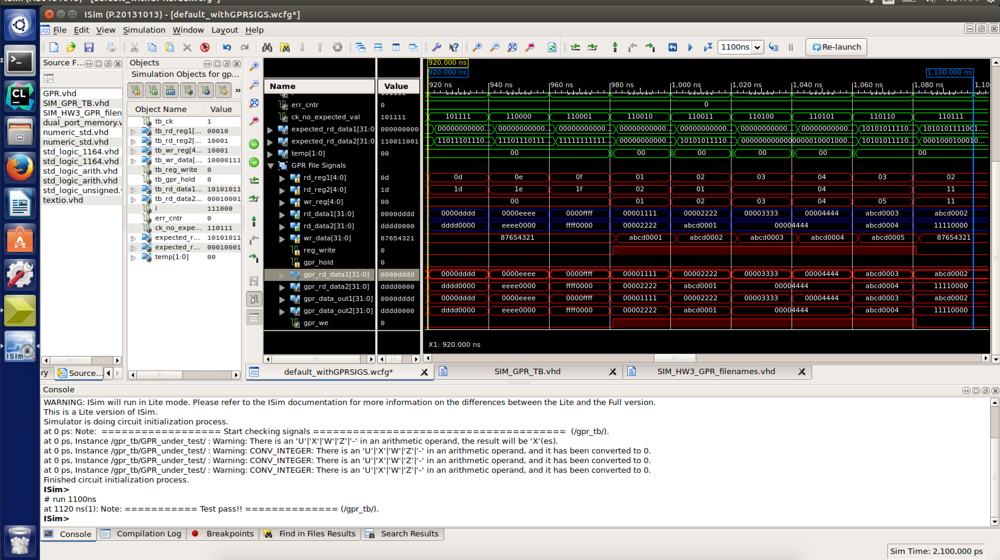 ISim (P.20131013) - [default_withGPRSIGS.wcfg*]
File Edit View Simulation Window Layout Help
1100ns Re-launch
Source F...
GPR.vhd
SIM_GPR_TB.vhd
SIM_HW3_GPR_filen
dual_port_memory.v
numeric_std.vhd
numeric_std.vhd
std_logic_1164.vhd
std_logic_1164.vhd
std_logic_arith.vhd
std_logic_arith.vhd
std_logic_unsigned.
textio.vhd
ry Source...
Objects
Simulation Objects for gp...
Object Name Value
tb_ck 1
tb_rd_reg1[... 00010
tb_rd_reg2[... 10001
tb_wr_reg[4... 10001
tb_wr_data[... 10000111
tb_reg_write 0
tb_gpr_hold 0
tb_rd_data1... 10101011
tb_rd_data2... 00010001
i 111000
err_cntr 0
ck_no_expe... 110111
expected_r... 10101011
expected_r... 00010001
temp[1:0] 00
920.000 ns
920.000 ns 1,100.000 ns
Name Value
920 ns 940 ns 960 ns 980 ns 1,000 ns 1,020 ns 1,040 ns 1,060 ns 1,080 ns 1,10
err_cntr 0 0
ck_no_expected_val 101111 101111 110000 110001 110010 110011 110100 110101 110110 110111
expected_rd_data1[31:0 0000000000 00000000000... 00000000000... 00000000000... 00000000000... 00000000000... 00000000000... 00000000000... 10101011110... 1010101111001...
expected_rd_data2[31:0 110011001 11011101110... 11101110111... 11111111111... 00000000000... 10101011110... 0000000000000000010001000... 10101011110... 0001000100010...
temp[1:0] 00 00 00 00 00 00 00
GPR File Signals
rd_reg1[4:0] 0d 0d 0e 0f 01 02 03 04 03 02
rd_reg2[4:0] 1d 1d 1e 1f 02 01 04 11
wr_reg[4:0] 00 00 01 02 03 04 05 11
rd_data1[31:0] 0000dddd 0000dddd 0000eeee 0000ffff 00001111 00002222 00003333 00004444 abcd0003 abcd0002
rd_data2[31:0] dddd0000 dddd0000 eeee0000 ffff0000 00002222 abcd0001 00004444 abcd0004 11110000
wr_data[31:0] 87654321 87654321 abcd0001 abcd0002 abcd0003 abcd0004 abcd0005 87654321
reg_write 0
gpr_hold 0
gpr_rd_data1[31:0] 0000dddd 0000dddd 0000eeee 0000ffff 00001111 00002222 00003333 00004444 abcd0003 abcd0002
gpr_rd_data2[31:0] dddd0000 dddd0000 eeee0000 ffff0000 00002222 abcd0001 00004444 abcd0004 11110000
gpr_data_out1[31:0] 0000dddd 0000dddd 0000eeee 0000ffff 00001111 00002222 00003333 00004444 abcd0003 abcd0002
gpr_data_out2[31:0] dddd0000 dddd0000 eeee0000 ffff0000 00002222 abcd0001 00004444 abcd0004 11110000
gpr_we 0
X1: 920.000 ns
default_withGPRSIGS.wcfg* SIM_GPR_TB.vhd SIM_HW3_GPR_filenames.vhd
Console
WARNING: ISim will run in Lite mode. Please refer to the ISim documentation for more information on the differences between the Lite and the Full version.
This is a Lite version of ISim.
Simulator is doing circuit initialization process.
at 0 ps: Note: ================== Start checking signals ====================================== (/gpr_tb/).
at 0 ps, Instance /gpr_tb/GPR_under_test/ : Warning: There is an 'U'|'X'|'W'|'Z'|'-' in an arithmetic operand, the result will be 'X'(es).
at 0 ps, Instance /gpr_tb/GPR_under_test/ : Warning: CONV_INTEGER: There is an 'U'|'X'|'W'|'Z'|'-' in an arithmetic operand, and it has been converted to 0.
at 0 ps, Instance /gpr_tb/GPR_under_test/ : Warning: CONV_INTEGER: There is an 'U'|'X'|'W'|'Z'|'-' in an arithmetic operand, and it has been converted to 0.
at 0 ps, Instance /gpr_tb/GPR_under_test/ : Warning: CONV_INTEGER: There is an 'U'|'X'|'W'|'Z'|'-' in an arithmetic operand, and it has been converted to 0.
Finished circuit initialization process.
ISim>
# run 1100ns
at 1120 ns(1): Note: =========== Test pass!! ============== (/gpr_tb/).
ISim>
Console Compilation Log Breakpoints Find in Files Results Search Results
Sim Time: 2,100,000 ps
CL
ISim